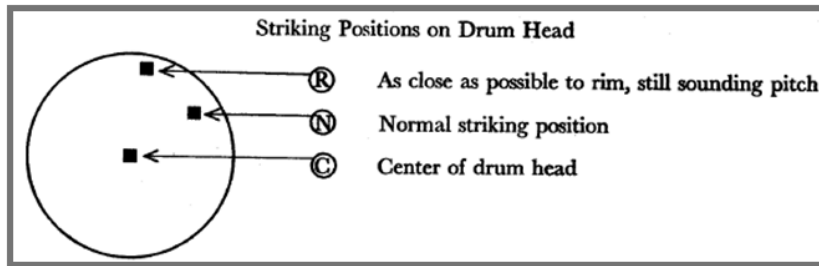 Striking Positions on Drum Head
Ⓡ As close as possible to rim, still sounding pitch
Ⓝ Normal striking position
Ⓒ Center of drum head